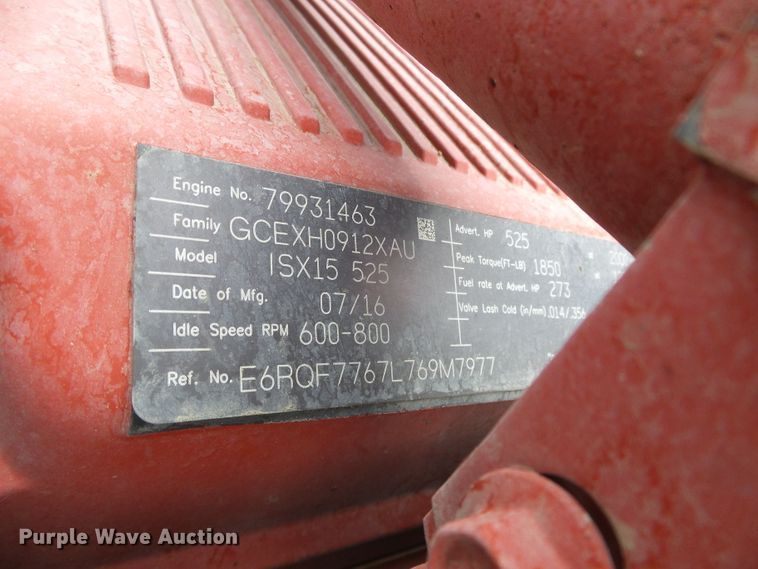 Engine No. 79931463
Family GCEXH0912XAU
Model ISX15 525
Date of Mfg. 07/16
Idle Speed RPM 600-800
Ref. No. E6RQF7767L769M7977
Advert. HP 525
Peak Torque(FT-LB) 1850
Fuel rate at Advert. HP 273
Valve Lash Cold (in/mm) .014/.356
Purple Wave Auction®